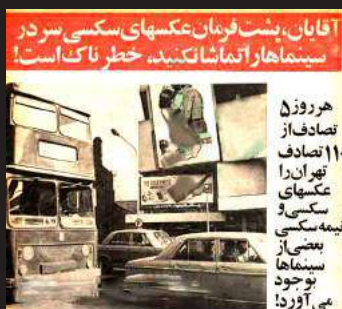 آقایان، پشت فرمان عکسهای سکسی سر در
سینماها را تماشا نکنید، خطرناک است!
هر روز ۵
تصادف از
۱۱۰ تصادف
تهران را
عکسهای
سکسی و
نیمه سکسی
بعضی از
سینماها
بوجود
می‌آورد!